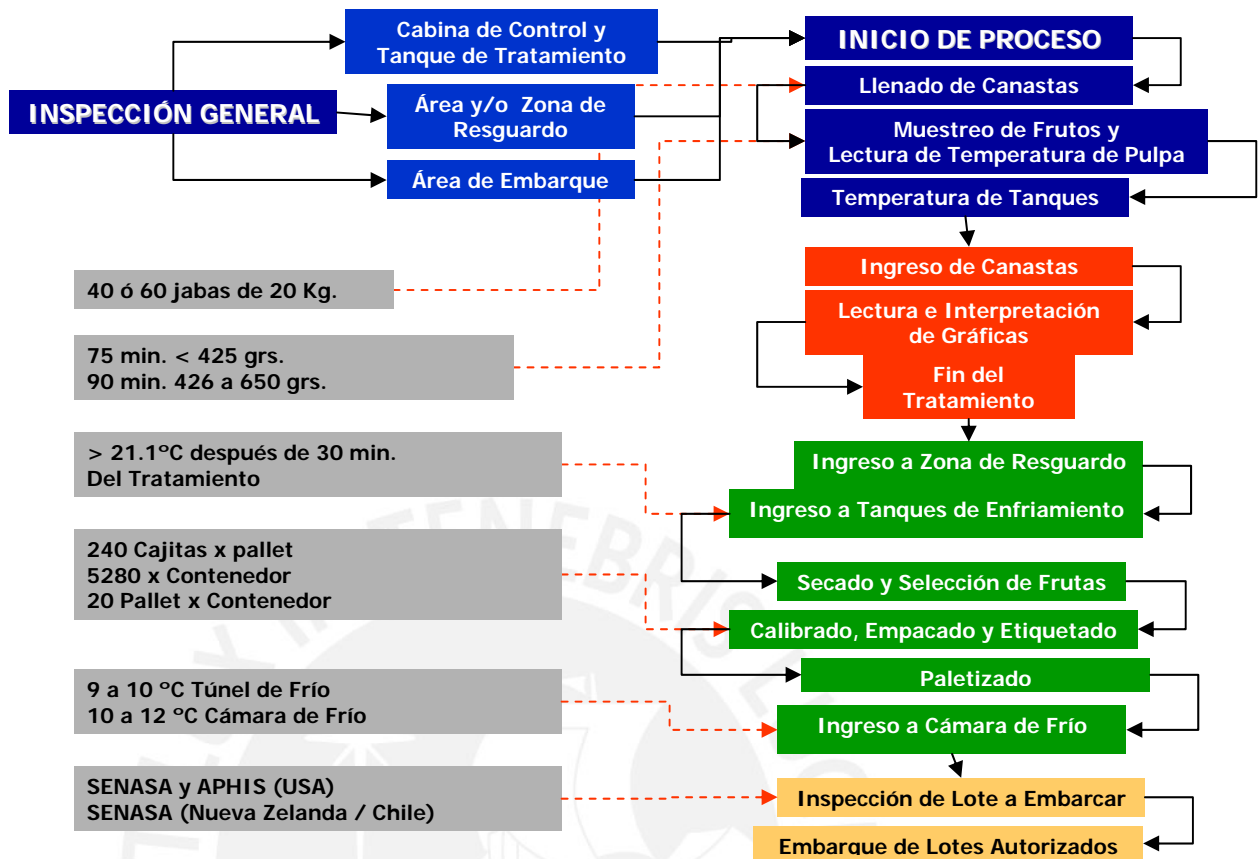 Cabina de Control y
Tanque de Tratamiento
INICIO DE PROCESO
Llenado de Canastas
INSPECCIÓN GENERAL
Área y/o Zona de
Resguardo
Muestreo de Frutos y
Lectura de Temperatura de Pulpa
Área de Embarque
Temperatura de Tanques
Ingreso de Canastas
40 ó 60 jabas de 20 Kg.
Lectura e Interpretación
de Gráficas
75 min. < 425 grs.
90 min. 426 a 650 grs.
Fin del
Tratamiento
> 21.1°C después de 30 min.
Del Tratamiento
Ingreso a Zona de Resguardo
Ingreso a Tanques de Enfriamiento
240 Cajitas x pallet
5280 x Contenedor
20 Pallet x Contenedor
Secado y Selección de Frutas
Calibrado, Empacado y Etiquetado
Paletizado
9 a 10 °C Túnel de Frío
10 a 12 °C Cámara de Frío
Ingreso a Cámara de Frío
SENASA y APHIS (USA)
SENASA (Nueva Zelanda / Chile)
Inspección de Lote a Embarcar
Embarque de Lotes Autorizados
TENEBRIS